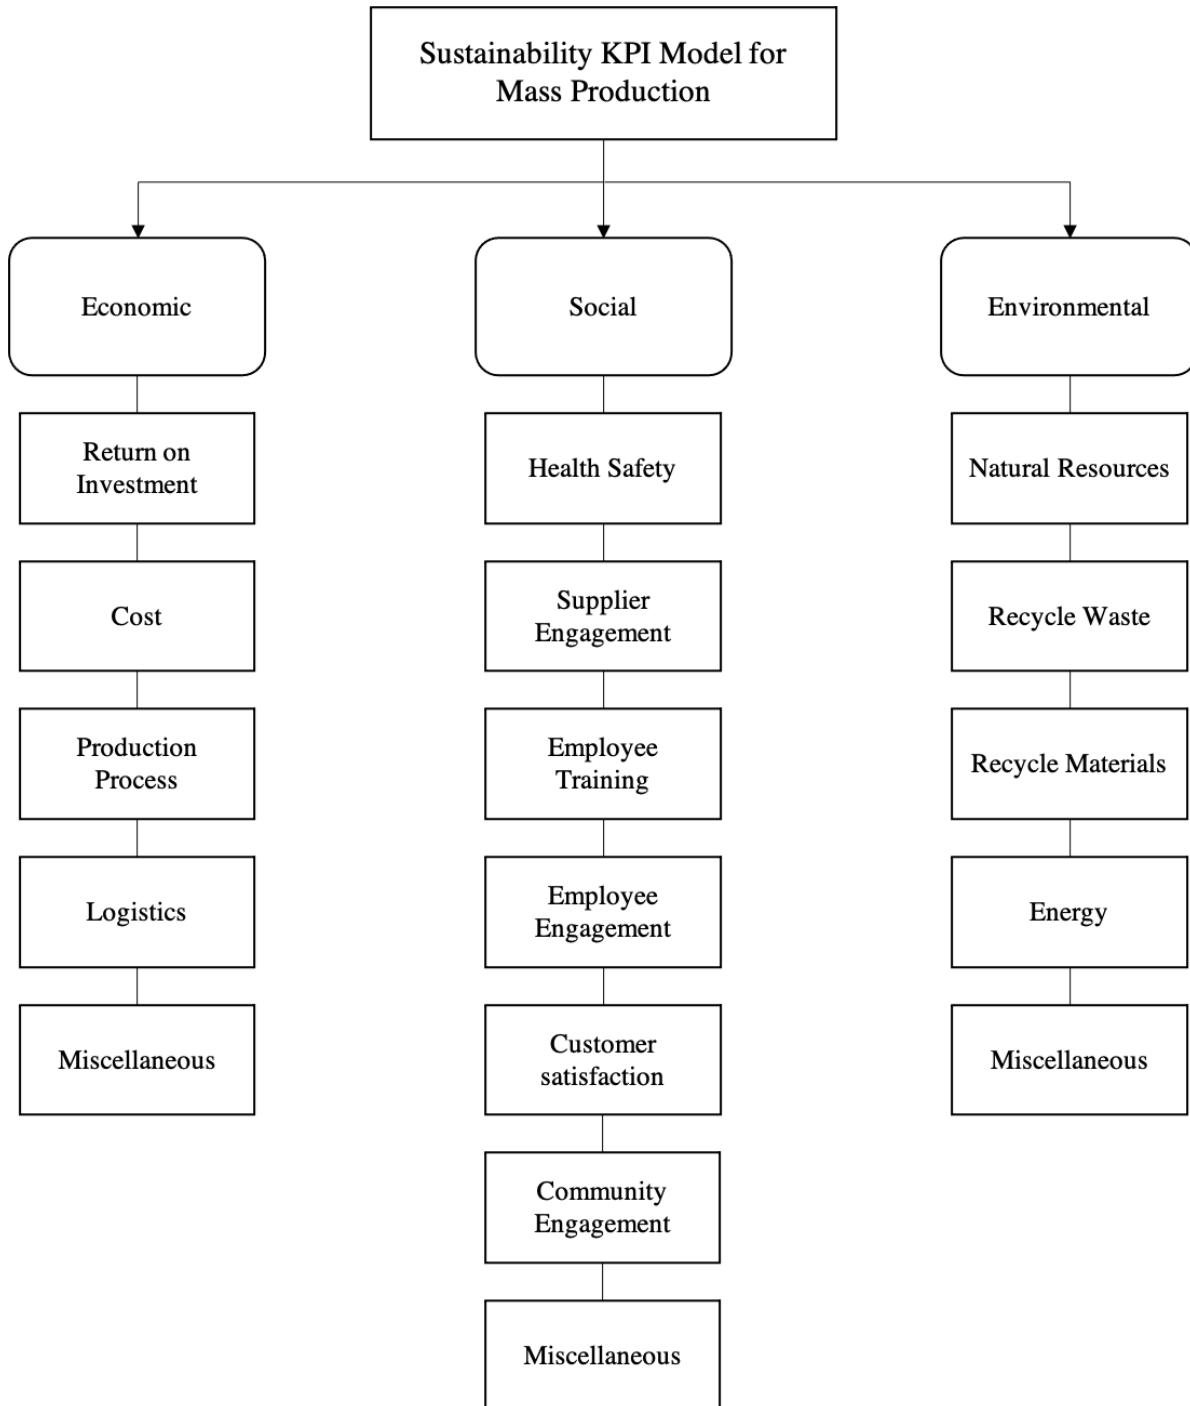 Sustainability KPI Model for
Mass Production
Economic
Social
Environmental
Return on
Investment
Cost
Production
Process
Logistics
Miscellaneous
Health Safety
Supplier
Engagement
Employee
Training
Employee
Engagement
Customer
satisfaction
Community
Engagement
Miscellaneous
Natural Resources
Recycle Waste
Recycle Materials
Energy
Miscellaneous